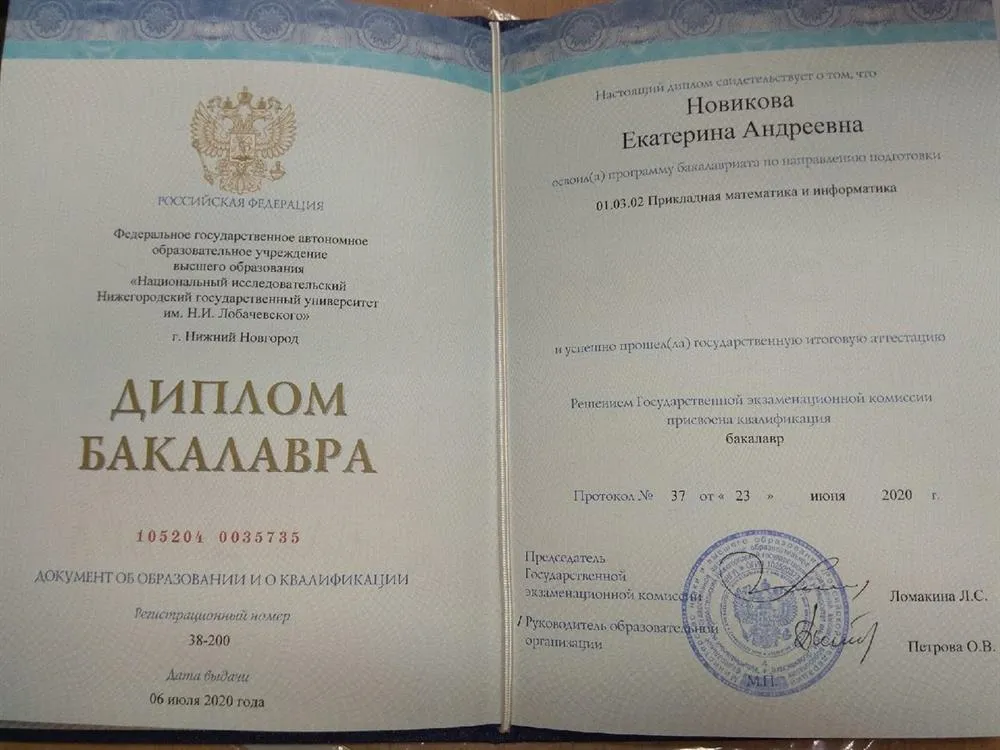 РОССИЙСКАЯ ФЕДЕРАЦИЯ
Федеральное государственное автономное
образовательное учреждение
высшего образования
«Национальный исследовательский
Нижегородский государственный университет
им. Н.И. Лобачевского»
г. Нижний Новгород
ДИПЛОМ
БАКАЛАВРА
105204 0035735
ДОКУМЕНТ ОБ ОБРАЗОВАНИИ И О КВАЛИФИКАЦИИ
Регистрационный номер
38-200
Дата выдачи
06 июля 2020 года
Настоящий диплом свидетельствует о том, что
Новикова
Екатерина Андреевна
освоил(а) программу бакалавриата по направлению подготовки
01.03.02 Прикладная математика и информатика
и успешно прошел(ла) государственную итоговую аттестацию
Решением Государственной экзаменационной комиссии
присвоена квалификация
бакалавр
Протокол № 37 от « 23 » июня 2020 г.
Председатель
Государственной
экзаменационной комиссии
Ломакина Л.С.
/ Руководитель образовательной
организации
Петрова О.В.
М.П.